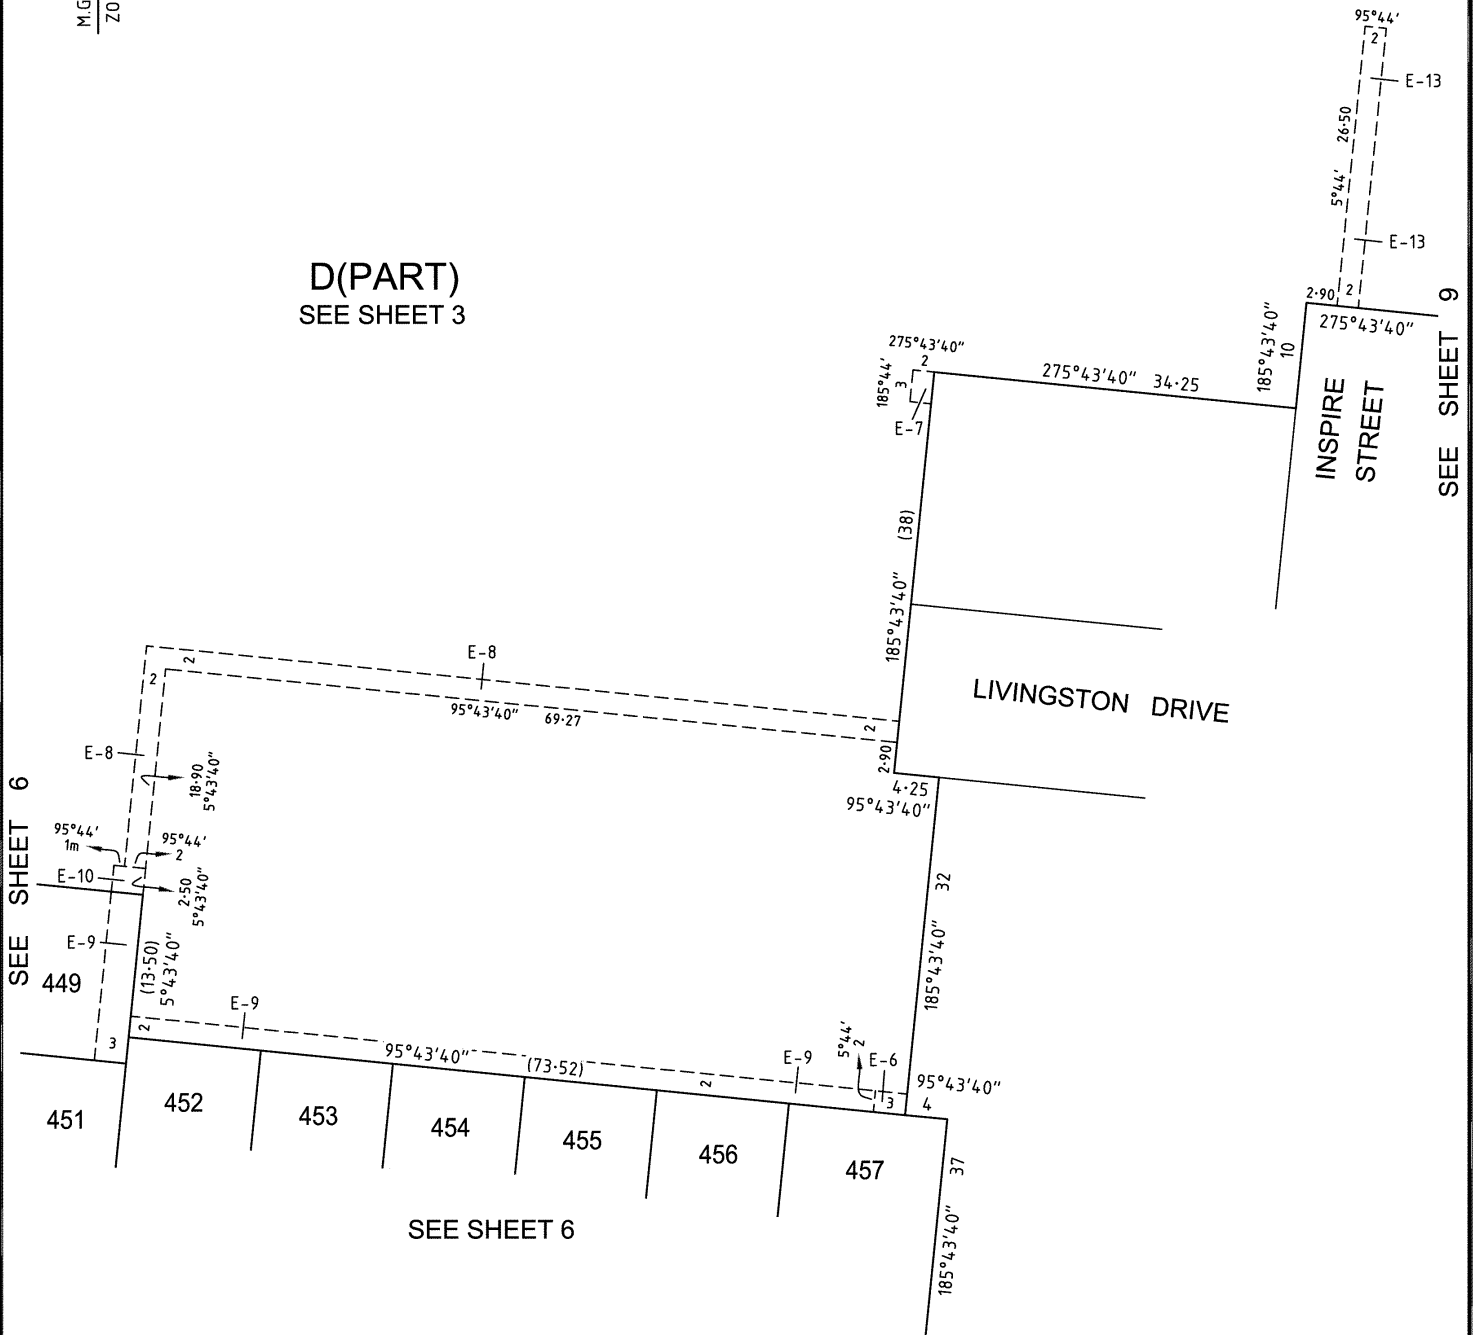 M.G
ZO
95°44'
2
E-13
26·50
5°44'
E-13
2·90
2
275°43'40"
185°43'40"
10
SEE SHEET 9
INSPIRE
STREET
D(PART)
SEE SHEET 3
275°43'40"
2
185°44'
3
E-7
275°43'40" 34·25
(38)
185°43'40"
LIVINGSTON DRIVE
E-8
2
2
95°43'40" 69·27
2
2·90
4·25
95°43'40"
E-8
18·90
5°43'40"
95°44'
1m
95°44'
2
E-10
2·50
5°43'40"
SEE SHEET 6
E-9
449
(13·50)
5°43'40"
32
185°43'40"
E-9
2
3
95°43'40" (73·52)
2
E-9
5°44'
2
E-6
3
95°43'40"
4
451
452
453
454
455
456
457
37
185°43'40"
SEE SHEET 6